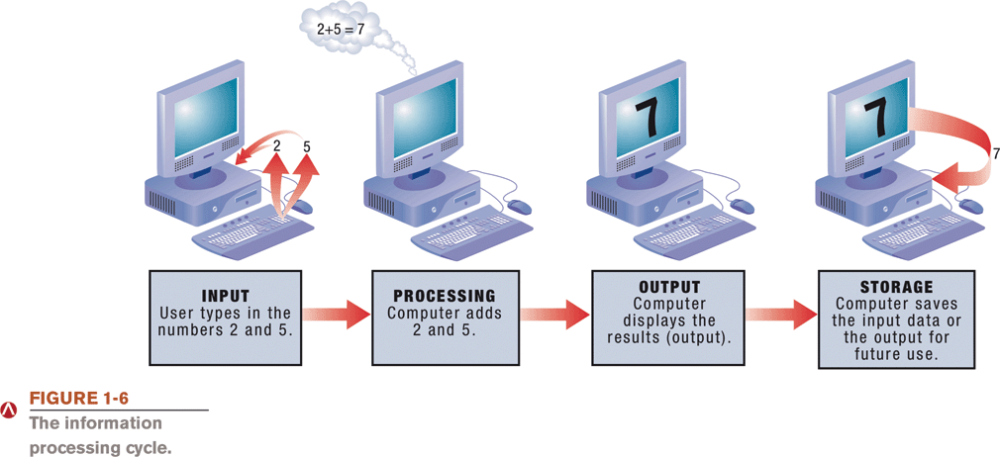 2+5 = 7
2
5
7
7
7
INPUT
User types in the
numbers 2 and 5.
PROCESSING
Computer adds
2 and 5.
OUTPUT
Computer
displays the
results (output).
STORAGE
Computer saves
the input data or
the output for
future use.
FIGURE 1-6
The information
processing cycle.